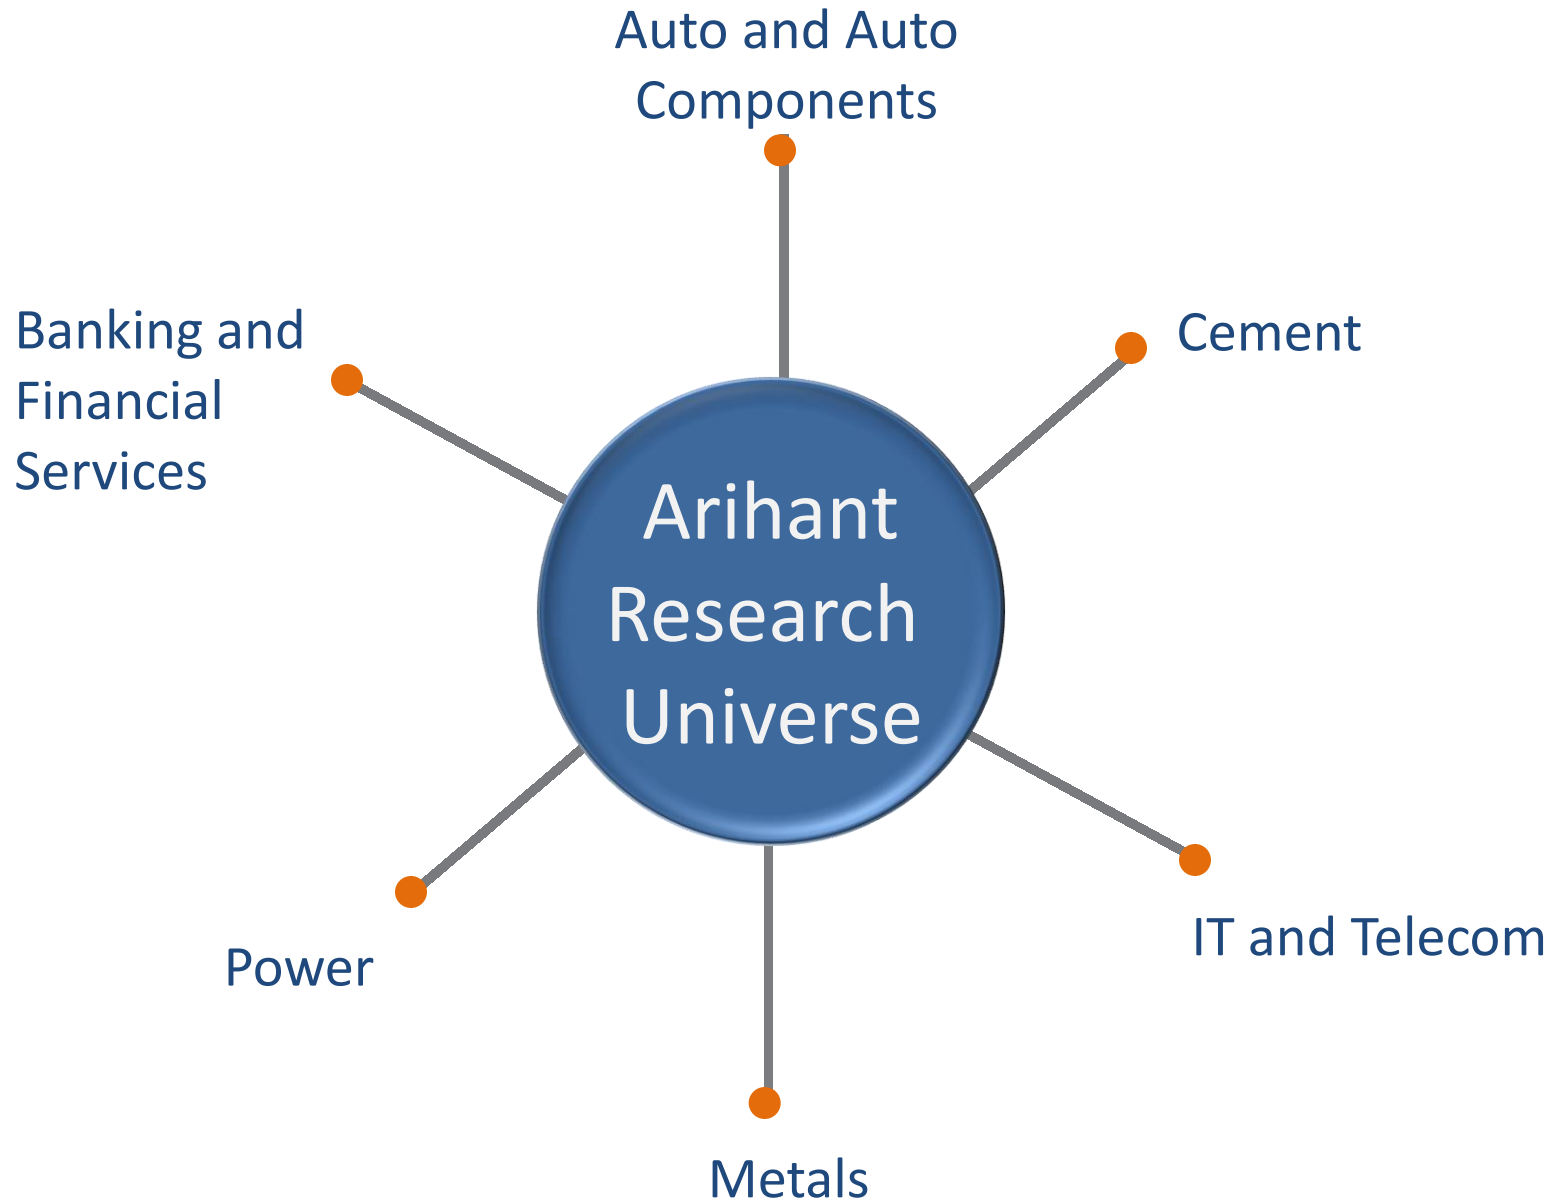 Auto and Auto
Components
Banking and
Financial
Services
Cement
Arihant
Research
Universe
Power
IT and Telecom
Metals